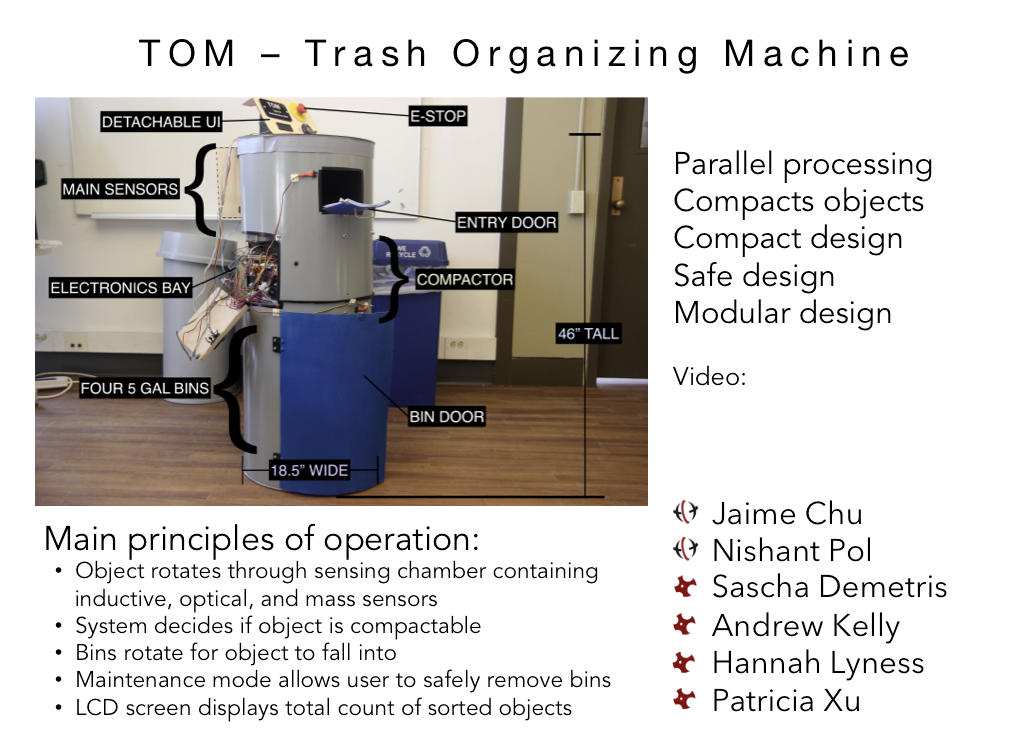 TOM – Trash Organizing Machine
DETACHABLE UI
E-STOP
TOM
MAIN SENSORS
ENTRY DOOR
WE
RECYCLE
COMPACTOR
ELECTRONICS BAY
46” TALL
FOUR 5 GAL BINS
BIN DOOR
18.5” WIDE
Parallel processing
Compacts objects
Compact design
Safe design
Modular design
Video:
Main principles of operation:
• Object rotates through sensing chamber containing
inductive, optical, and mass sensors
• System decides if object is compactable
• Bins rotate for object to fall into
• Maintenance mode allows user to safely remove bins
• LCD screen displays total count of sorted objects
Jaime Chu
Nishant Pol
Sascha Demetris
Andrew Kelly
Hannah Lyness
Patricia Xu